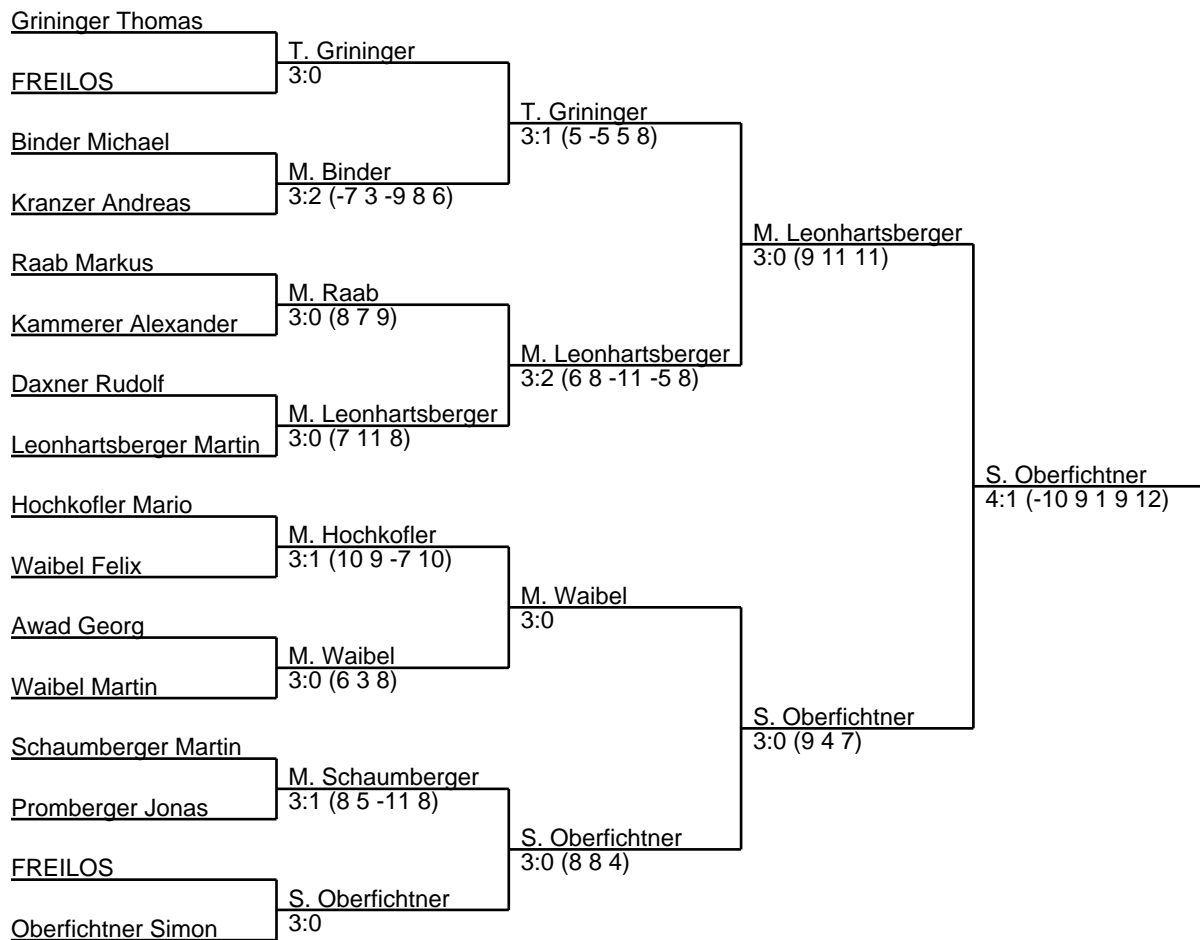 Grininger Thomas
T. Grininger
3:0
FREILOS
T. Grininger
3:1 (5 -5 5 8)
Binder Michael
M. Binder
3:2 (-7 3 -9 8 6)
Kranzer Andreas
M. Leonhartsberger
3:0 (9 11 11)
Raab Markus
M. Raab
3:0 (8 7 9)
Kammerer Alexander
M. Leonhartsberger
3:2 (6 8 -11 -5 8)
Daxner Rudolf
M. Leonhartsberger
3:0 (7 11 8)
Leonhartsberger Martin
S. Oberfichtner
4:1 (-10 9 1 9 12)
Hochkofler Mario
M. Hochkofler
3:1 (10 9 -7 10)
Waibel Felix
M. Waibel
3:0
Awad Georg
M. Waibel
3:0 (6 3 8)
Waibel Martin
S. Oberfichtner
3:0 (9 4 7)
Schaumberger Martin
M. Schaumberger
3:1 (8 5 -11 8)
Promberger Jonas
S. Oberfichtner
3:0 (8 8 4)
FREILOS
S. Oberfichtner
3:0
Oberfichtner Simon